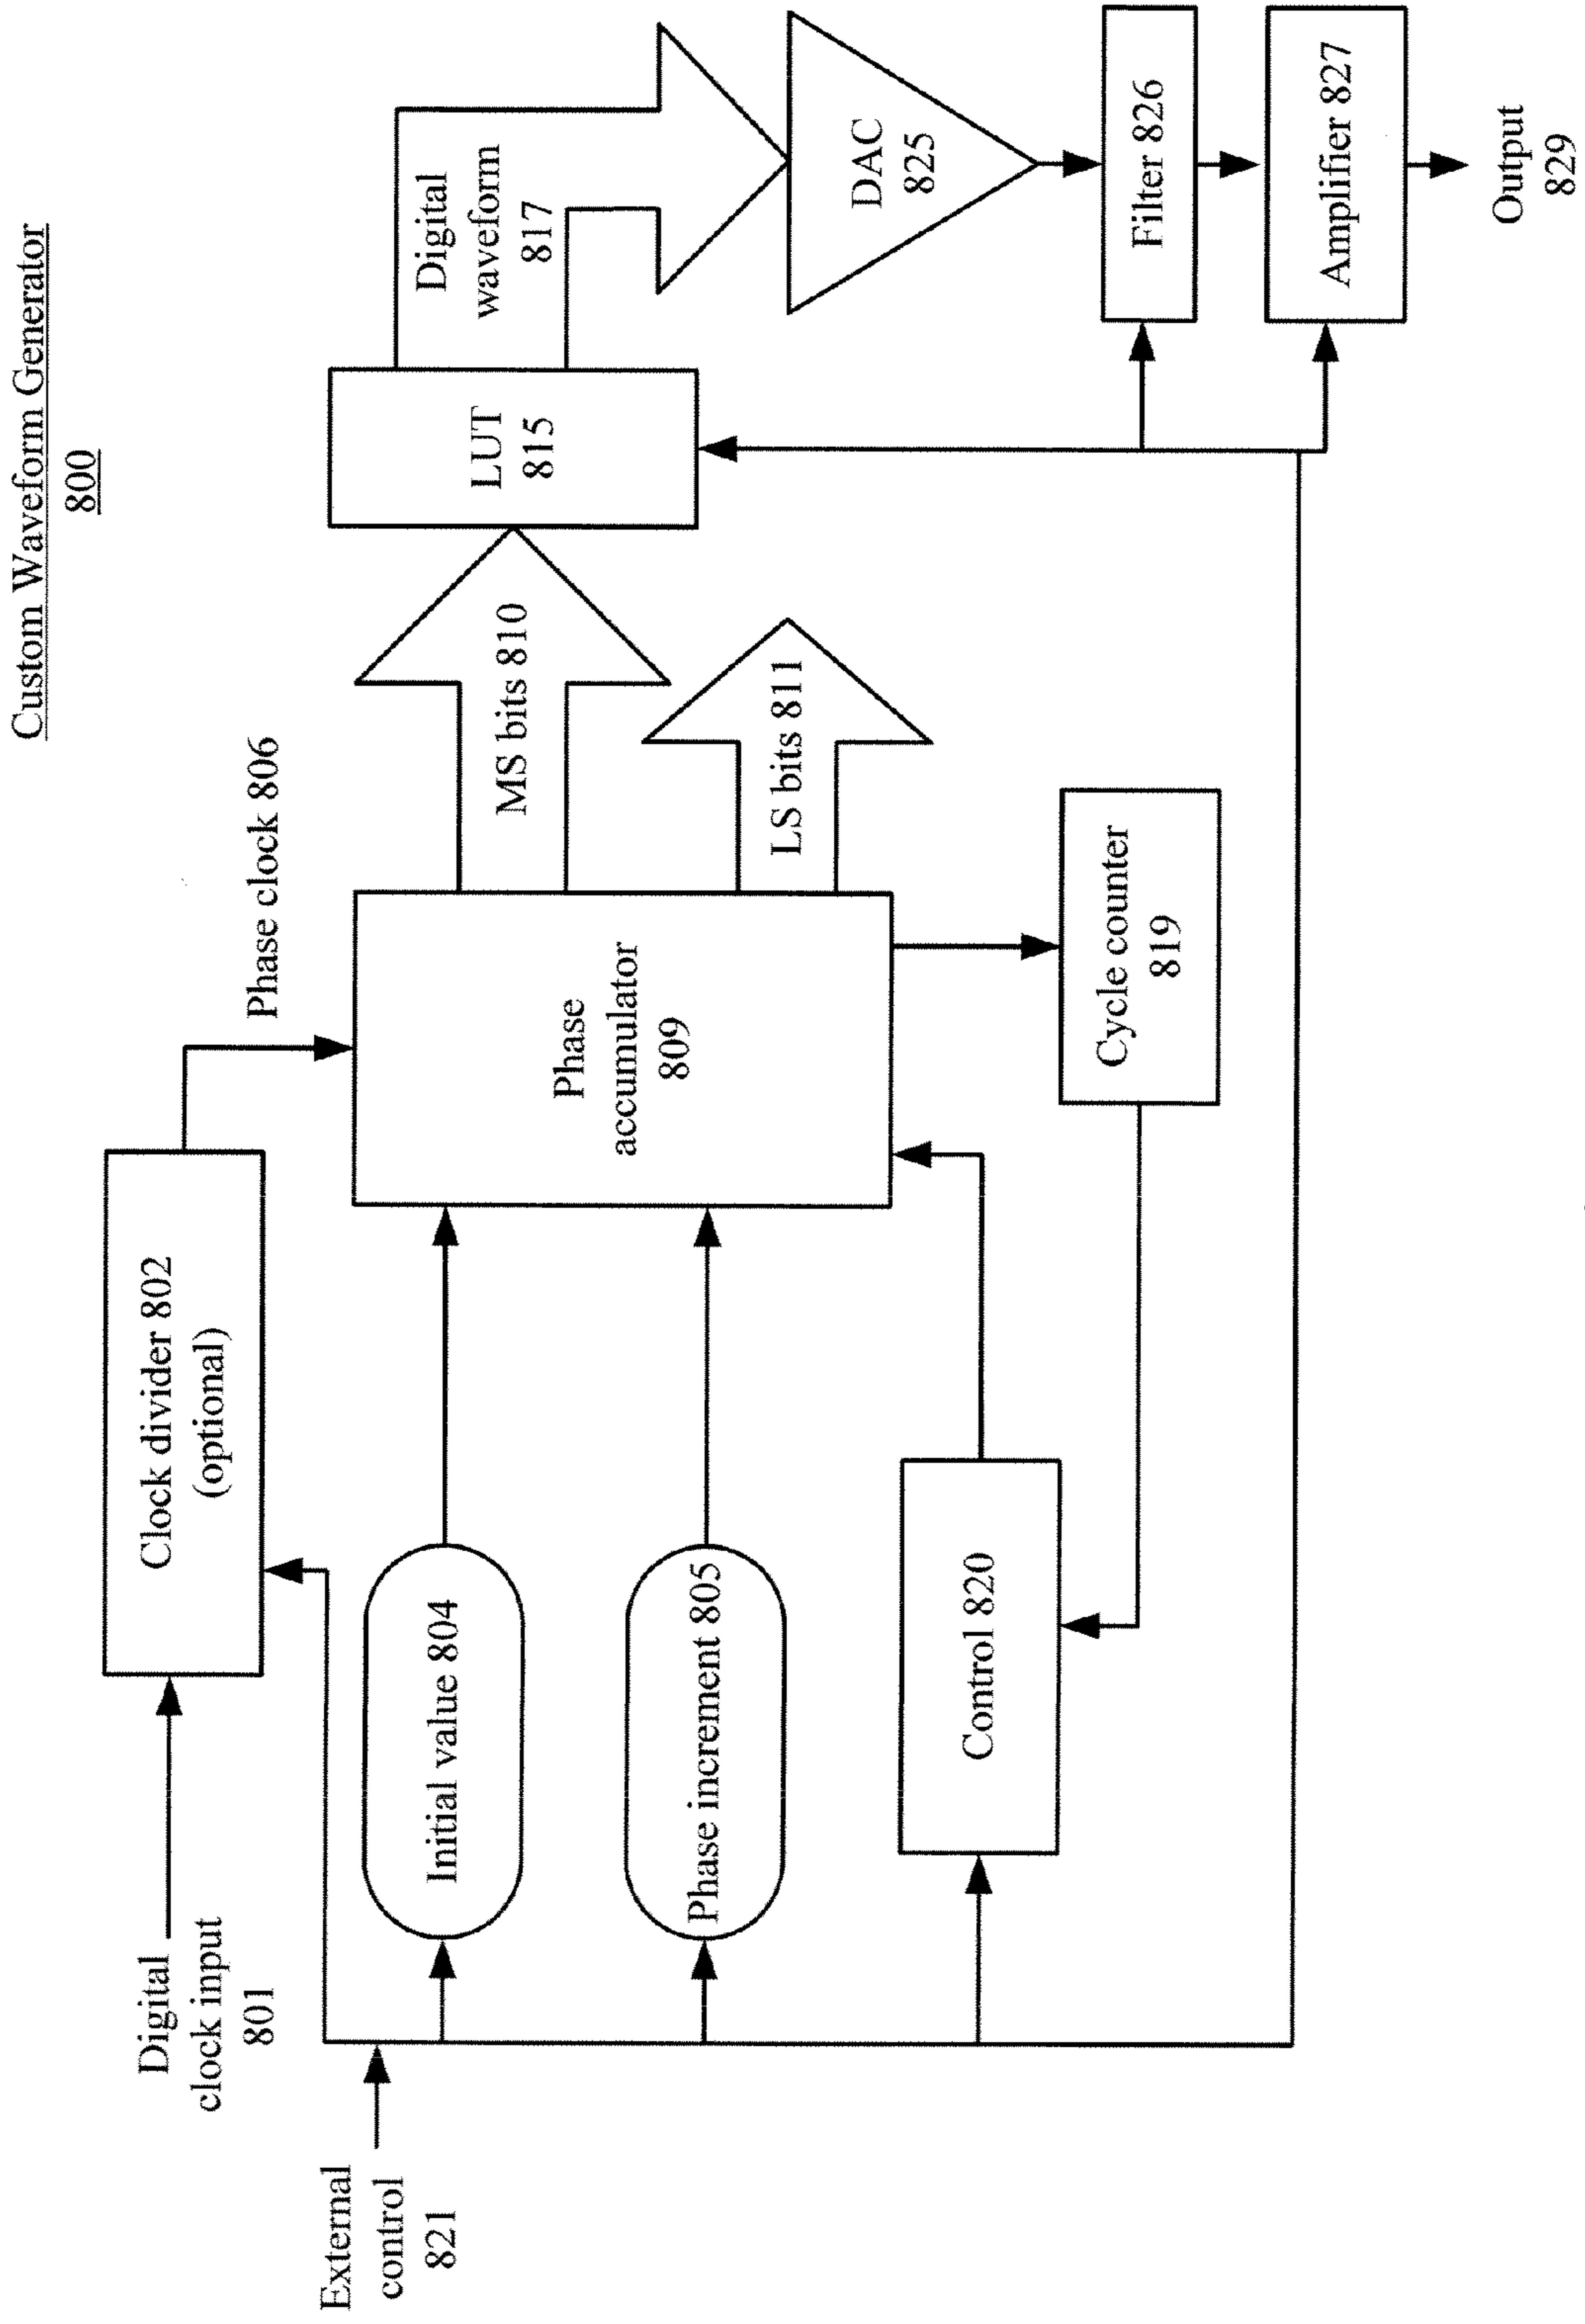 Custom Waveform Generator
800
Digital
clock input
801
Clock divider 802
(optional)
Phase clock 806
External
control
821
Initial value 804
Phase increment 805
Control 820
Phase
accumulator
809
Cycle counter
819
MS bits 810
LS bits 811
LUT
815
Digital
waveform
817
DAC
825
Filter 826
Amplifier 827
Output
829